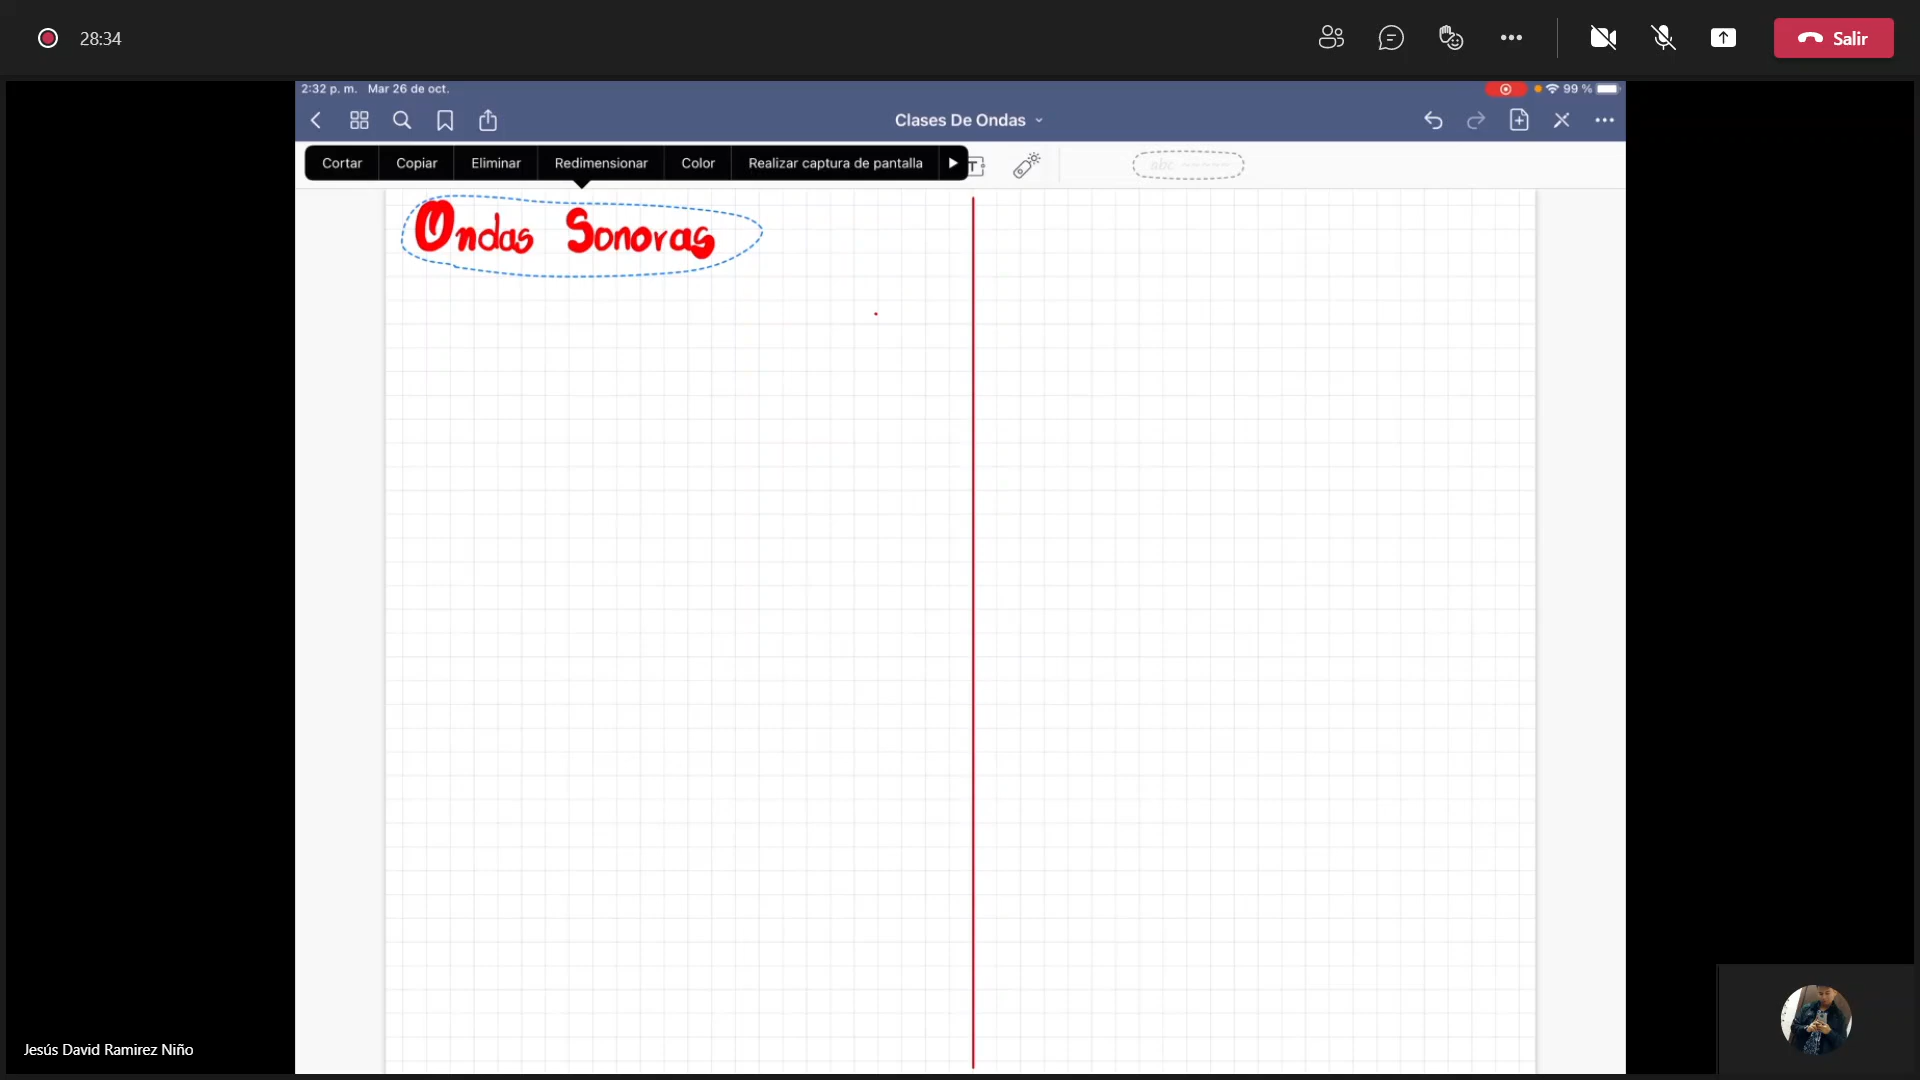 28:34
Salir
2:32 p. m. Mar 26 de oct.
99 %
Clases De Ondas
Cortar Copiar Eliminar Redimensionar Color Realizar captura de pantalla
T
abc
Ondas Sonoras
Jesús David Ramirez Niño